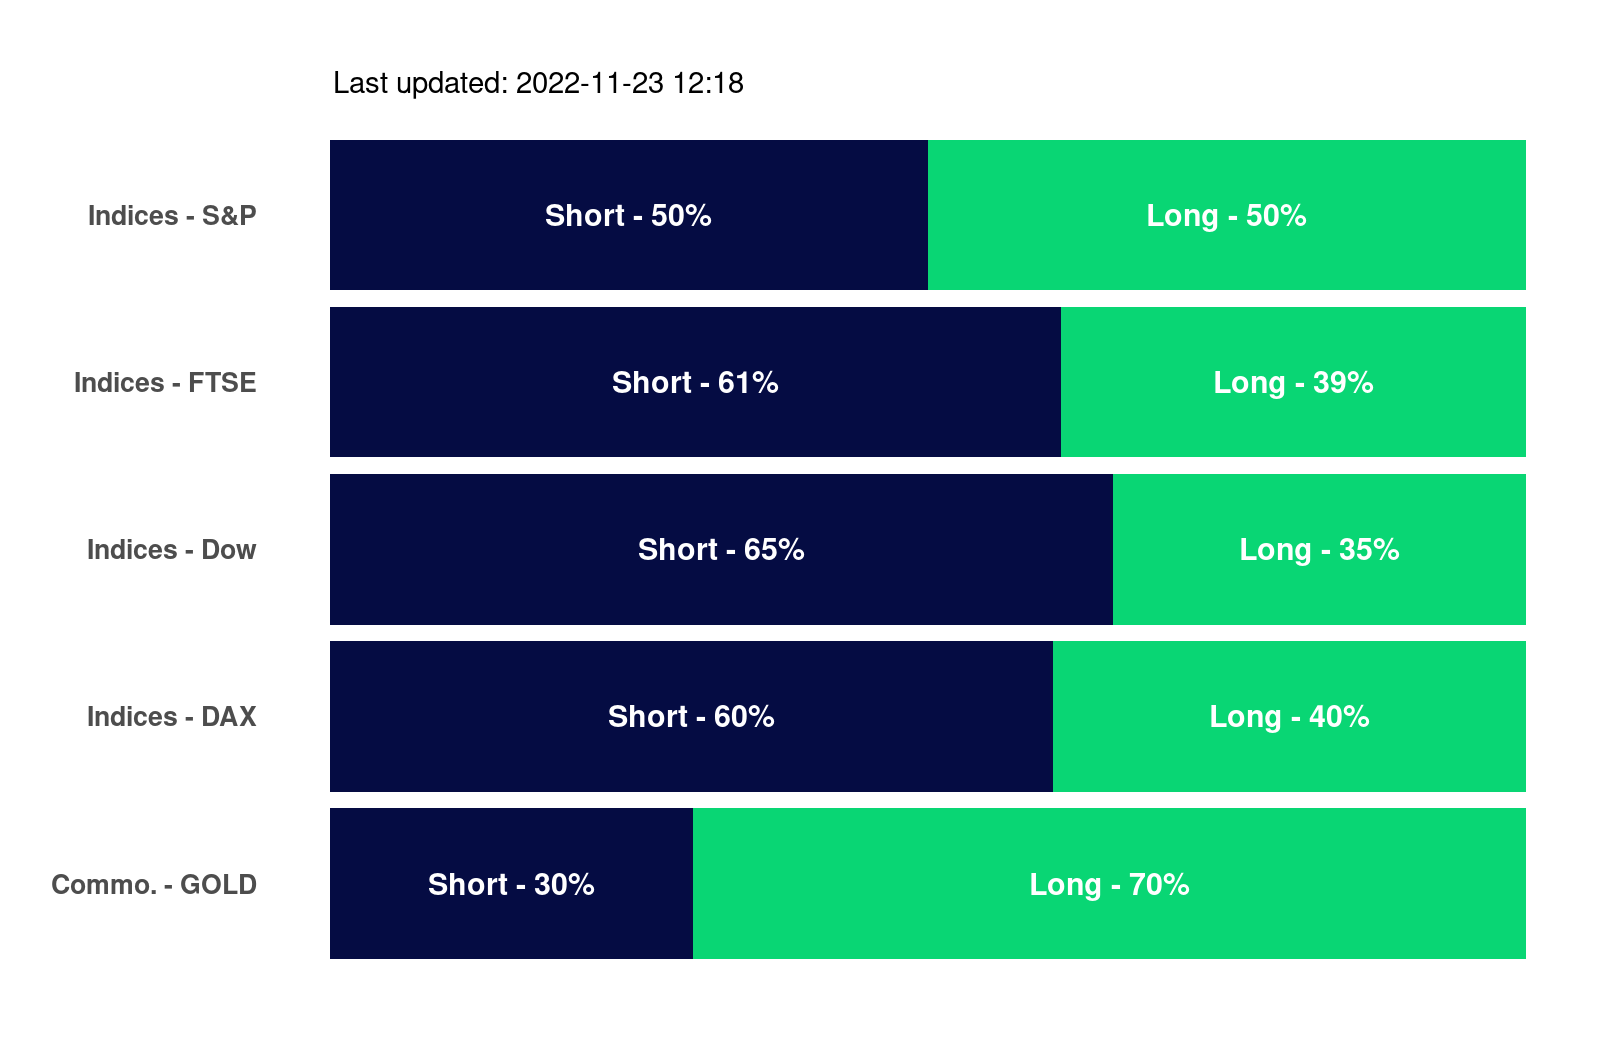 Last updated: 2022-11-23 12:18
Indices - S&P Short - 50% Long - 50%
Indices - FTSE Short - 61% Long - 39%
Indices - Dow Short - 65% Long - 35%
Indices - DAX Short - 60% Long - 40%
Commo. - GOLD Short - 30% Long - 70%